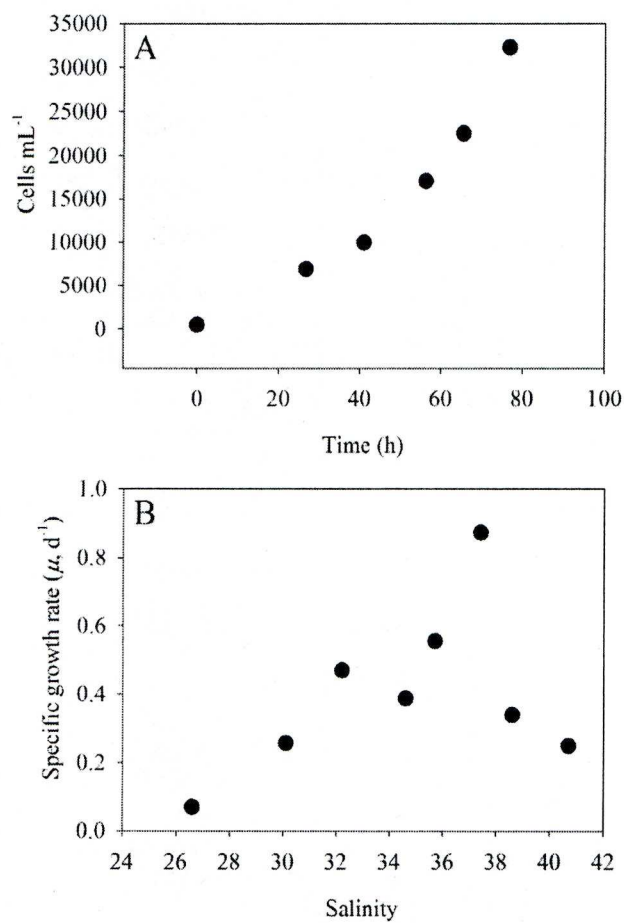 A
35000
30000
25000
20000
15000
10000
5000
0
Cells mL⁻¹
0 20 40 60 80 100
Time (h)
B
1.0
0.8
0.6
0.4
0.2
0.0
Specific growth rate (μ, d⁻¹)
24 26 28 30 32 34 36 38 40 42
Salinity